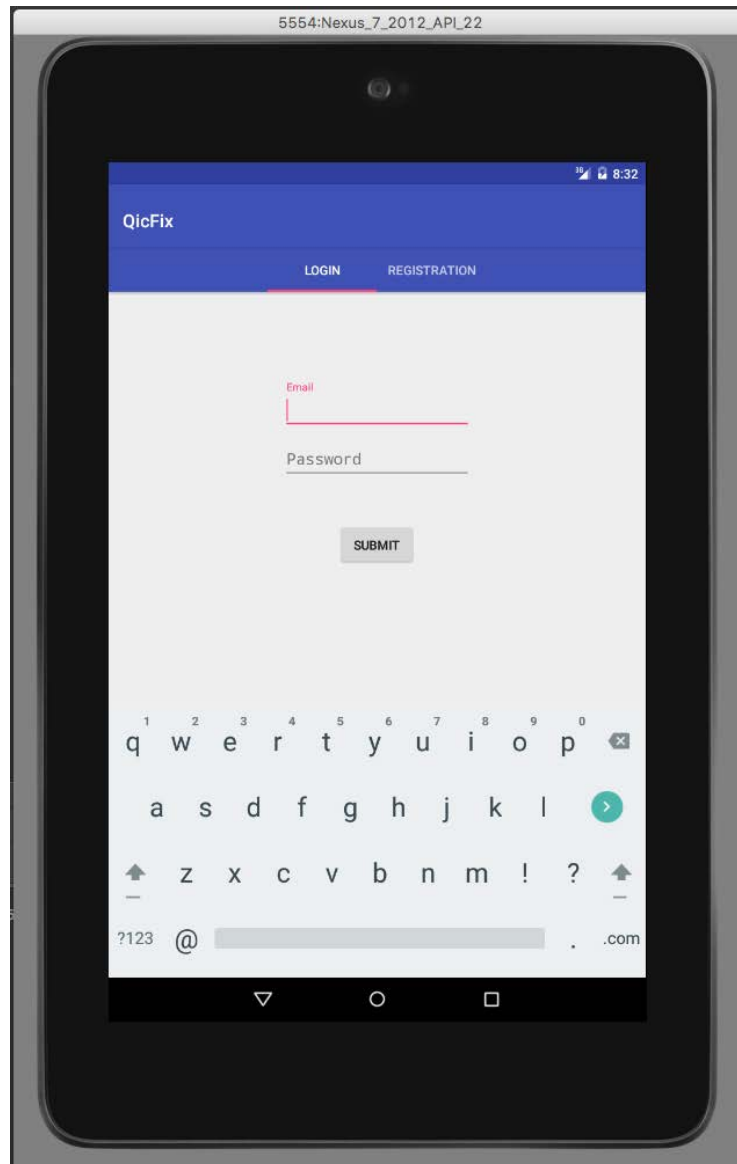 5554:Nexus_7_2012_API_22
3G 8:32
QicFix
LOGIN REGISTRATION
Email
Password
SUBMIT
1 2 3 4 5 6 7 8 9 0
q w e r t y u i o p
a s d f g h j k l
z x c v b n m ! ?
?123 @ . .com